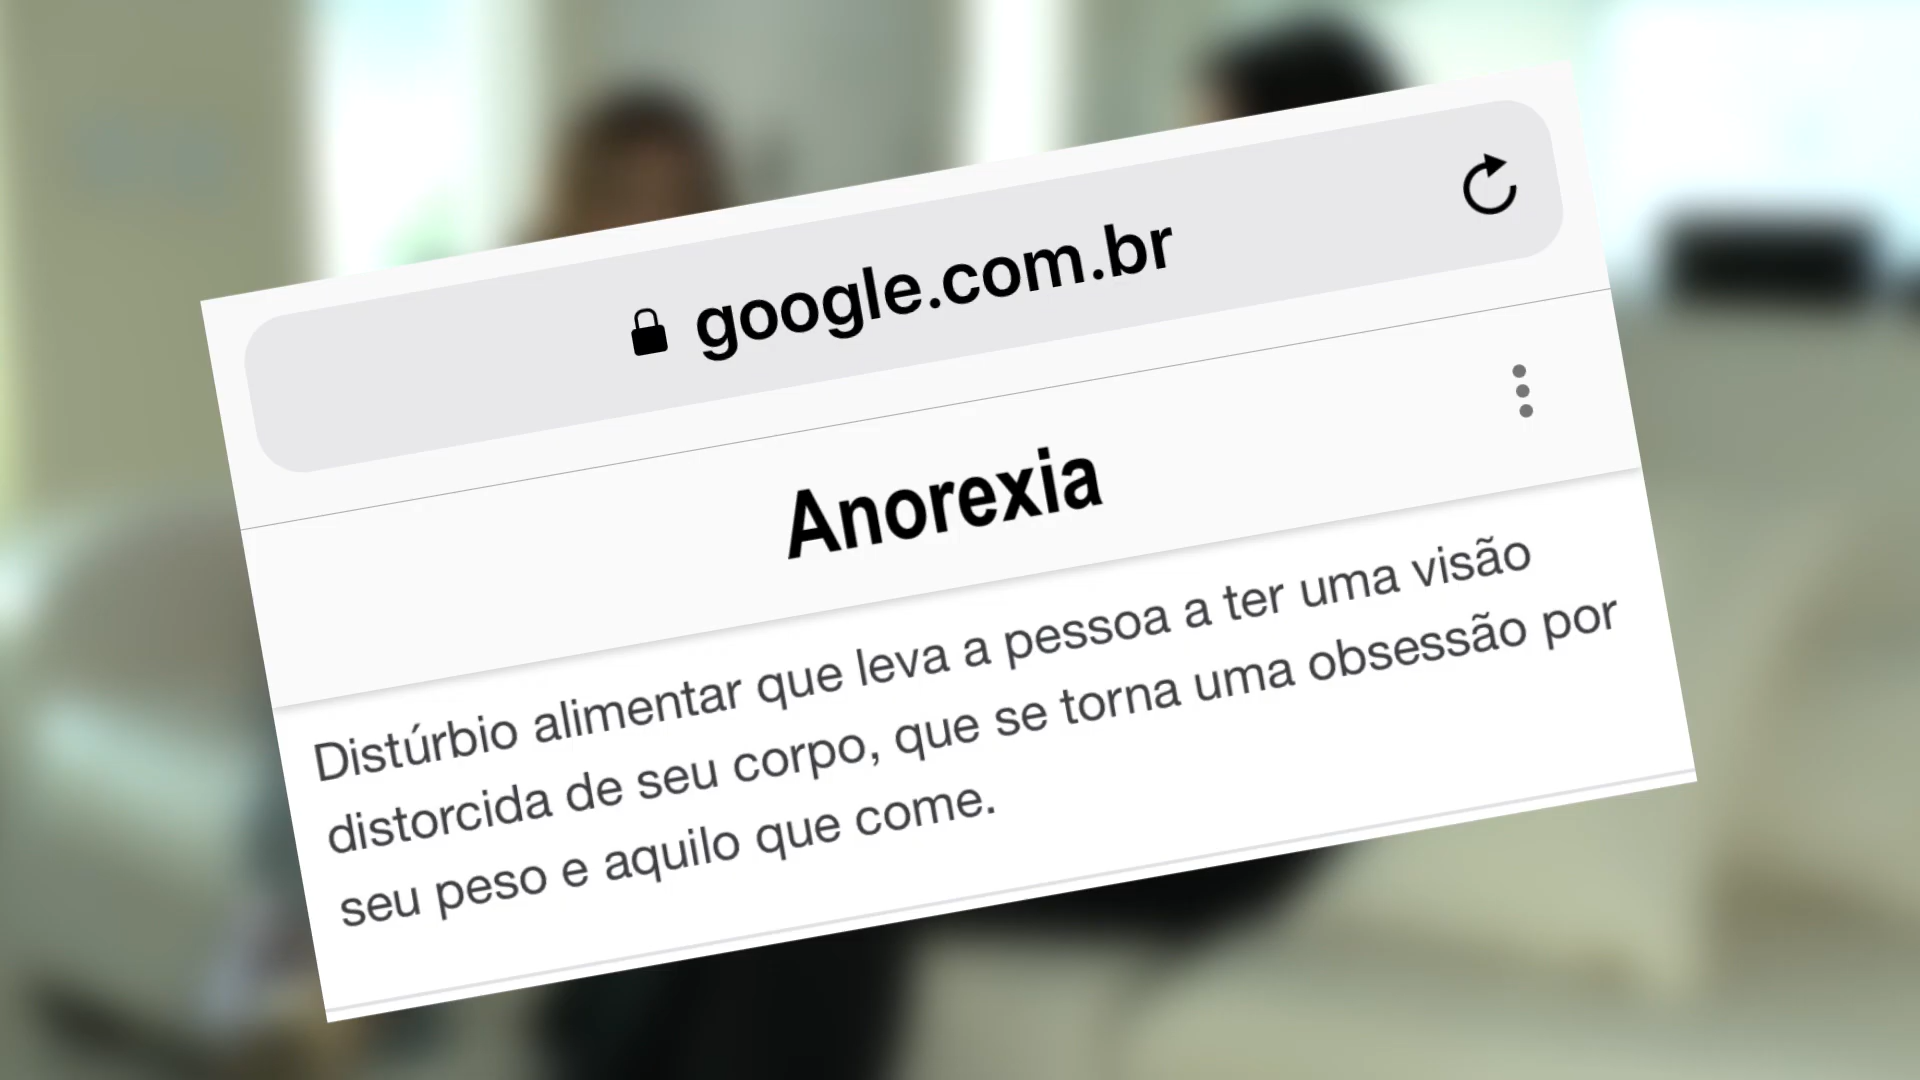 google.com.br
Anorexia
Distúrbio alimentar que leva a pessoa a ter uma visão
distorcida de seu corpo, que se torna uma obsessão por
seu peso e aquilo que come.